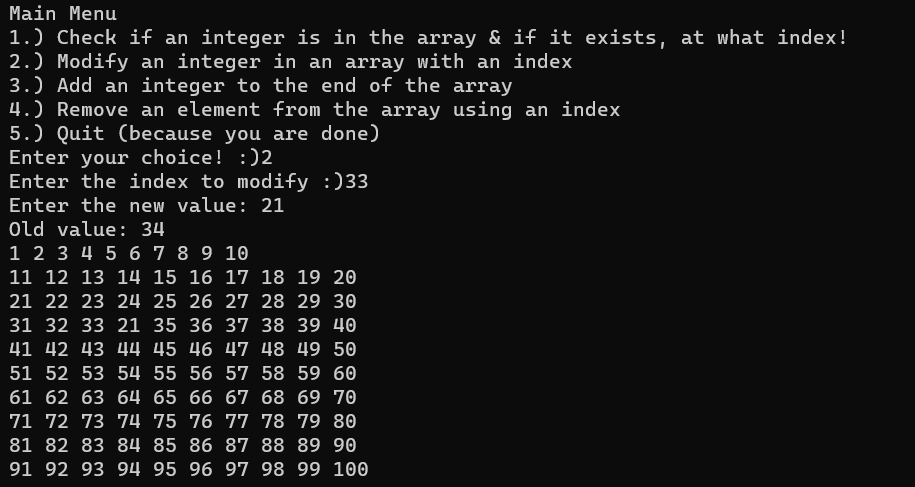 Main Menu
1.) Check if an integer is in the array & if it exists, at what index!
2.) Modify an integer in an array with an index
3.) Add an integer to the end of the array
4.) Remove an element from the array using an index
5.) Quit (because you are done)
Enter your choice! :)2
Enter the index to modify :)33
Enter the new value: 21
Old value: 34
1 2 3 4 5 6 7 8 9 10
11 12 13 14 15 16 17 18 19 20
21 22 23 24 25 26 27 28 29 30
31 32 33 21 35 36 37 38 39 40
41 42 43 44 45 46 47 48 49 50
51 52 53 54 55 56 57 58 59 60
61 62 63 64 65 66 67 68 69 70
71 72 73 74 75 76 77 78 79 80
81 82 83 84 85 86 87 88 89 90
91 92 93 94 95 96 97 98 99 100